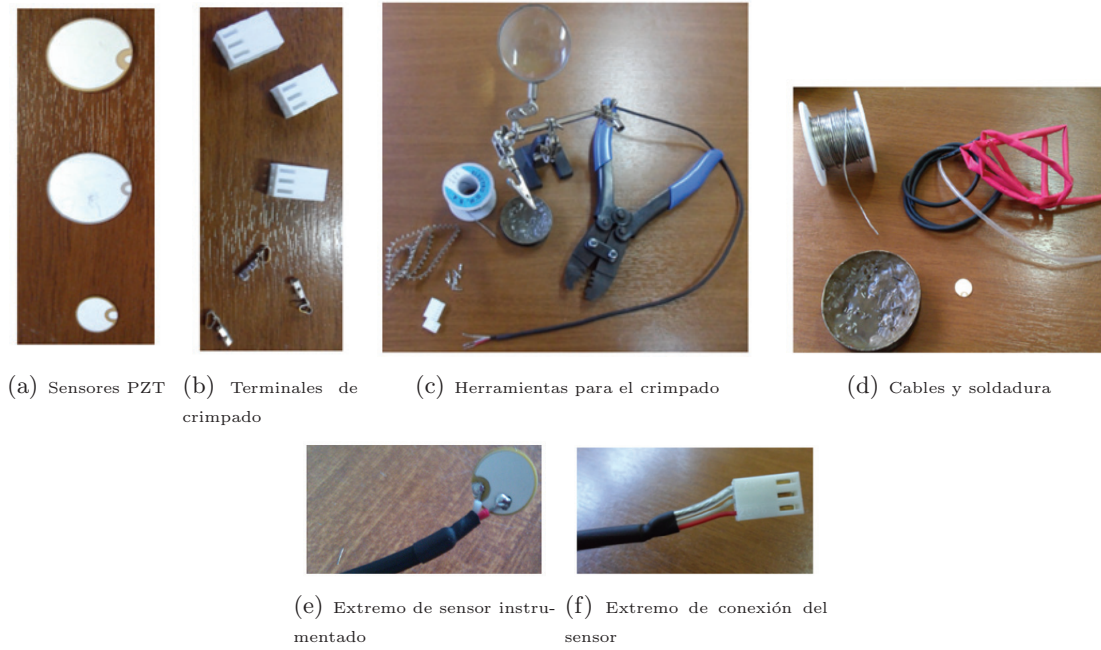 (a) Sensores PZT
(b) Terminales de
crimpado
(c) Herramientas para el crimpado
(d) Cables y soldadura
(e) Extremo de sensor instru-
mentado
(f) Extremo de conexión del
sensor